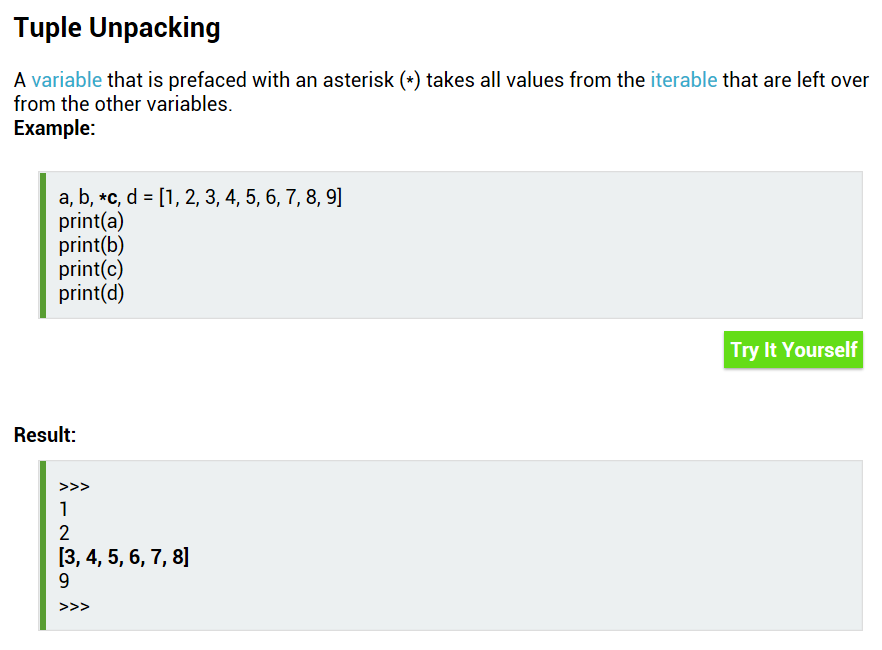 Tuple Unpacking
A variable that is prefaced with an asterisk (*) takes all values from the iterable that are left over
from the other variables.
Example:
a, b, *c, d = [1, 2, 3, 4, 5, 6, 7, 8, 9]
print(a)
print(b)
print(c)
print(d)
Try It Yourself
Result:
>>>
1
2
[3, 4, 5, 6, 7, 8]
9
>>>